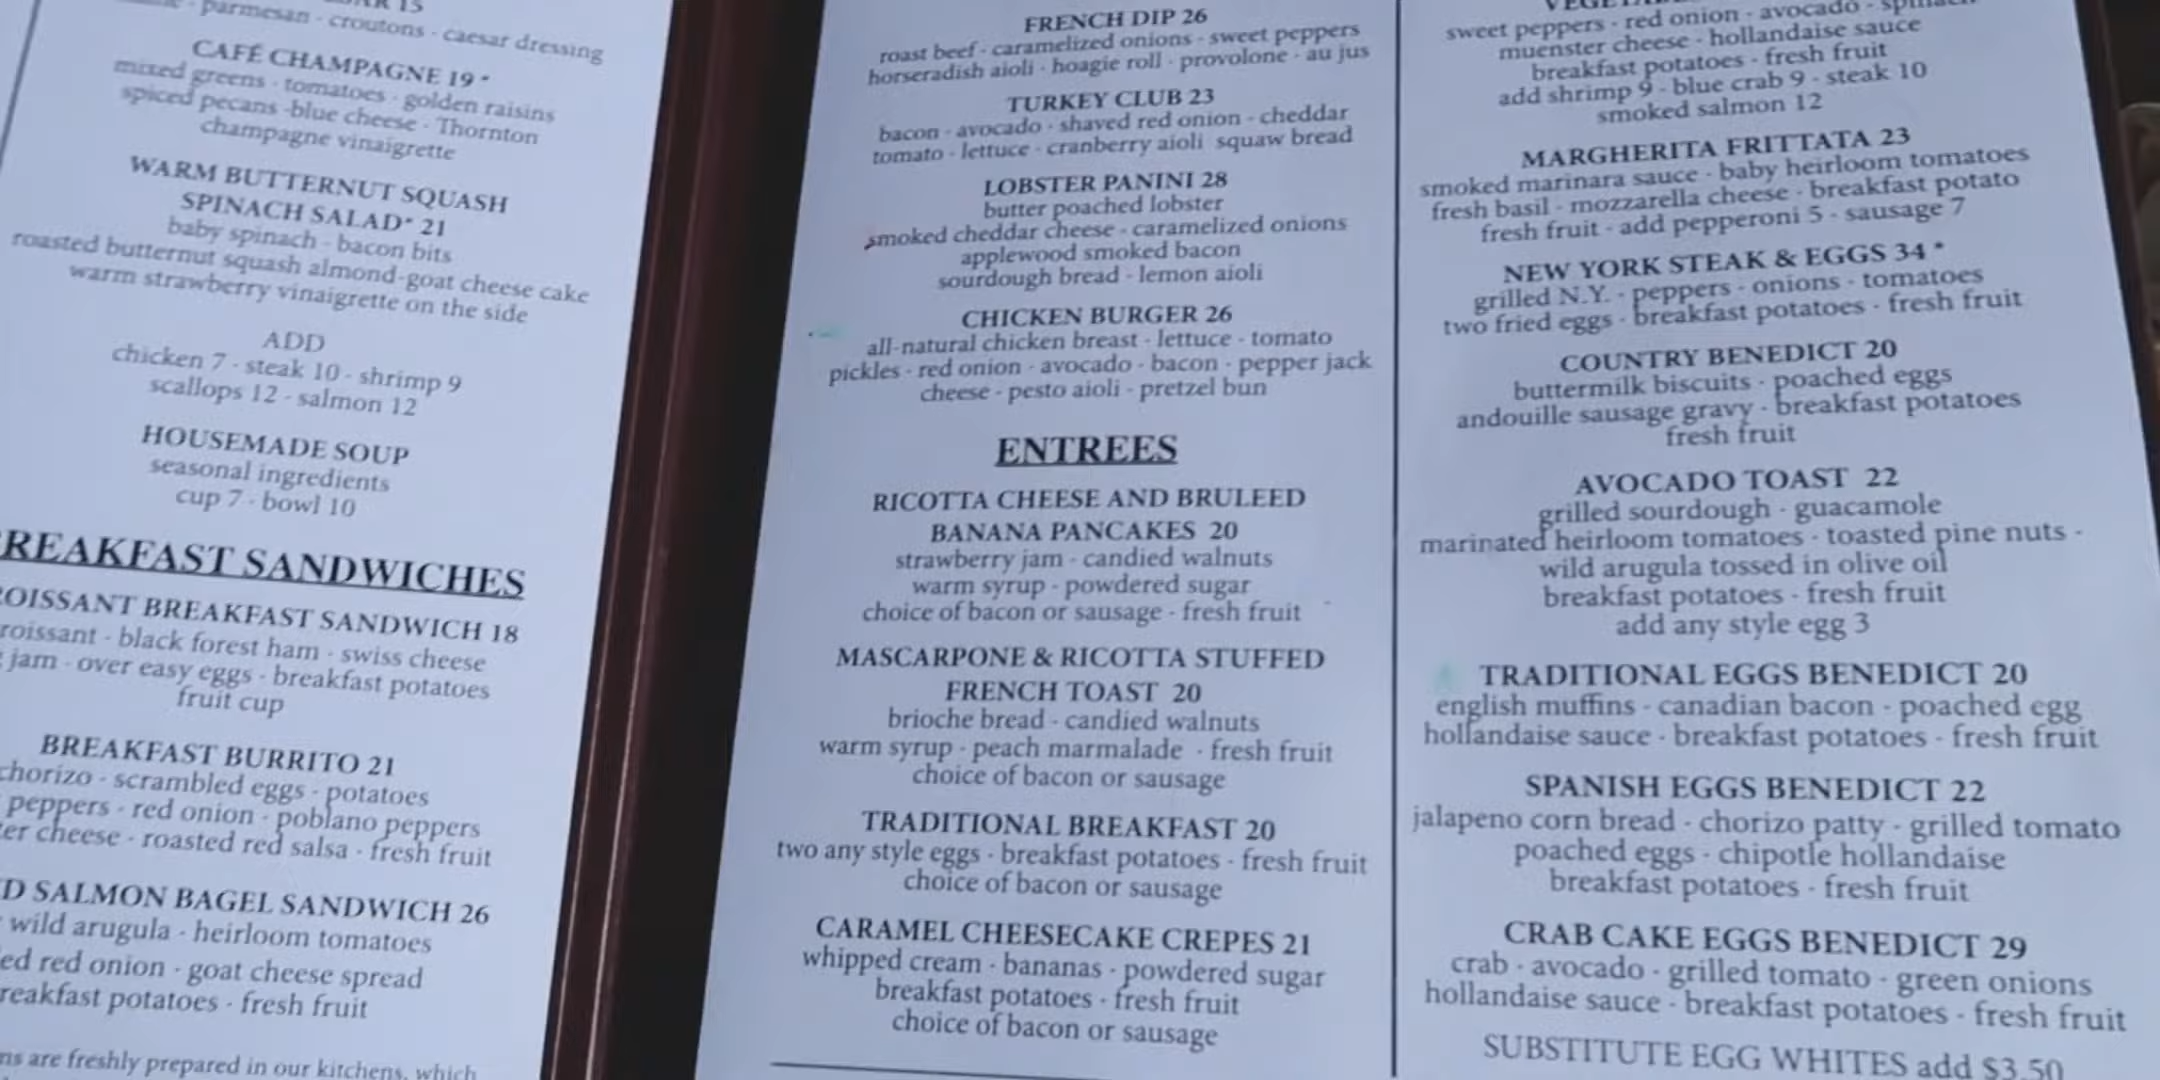 15
parmesan · croutons · caesar dressing
CAFÉ CHAMPAGNE 19 *
mixed greens · tomatoes · golden raisins
spiced pecans -blue cheese · Thornton
champagne vinaigrette
WARM BUTTERNUT SQUASH
SPINACH SALAD* 21
baby spinach · bacon bits
roasted butternut squash almond-goat cheese cake
warm strawberry vinaigrette on the side
ADD
chicken 7 · steak 10 · shrimp 9
scallops 12 · salmon 12
HOUSEMADE SOUP
seasonal ingredients
cup 7 · bowl 10
REAKFAST SANDWICHES
OISSANT BREAKFAST SANDWICH 18
roissant · black forest ham · swiss cheese
jam · over easy eggs · breakfast potatoes
fruit cup
BREAKFAST BURRITO 21
chorizo · scrambled eggs · potatoes
peppers · red onion · poblano peppers
er cheese · roasted red salsa · fresh fruit
D SALMON BAGEL SANDWICH 26
wild arugula · heirloom tomatoes
ed red onion · goat cheese spread
reakfast potatoes · fresh fruit
ns are freshly prepared in our kitchens, which
FRENCH DIP 26
roast beef · caramelized onions · sweet peppers
horseradish aioli · hoagie roll · provolone · au jus
TURKEY CLUB 23
bacon · avocado · shaved red onion · cheddar
tomato · lettuce · cranberry aioli squaw bread
LOBSTER PANINI 28
butter poached lobster
smoked cheddar cheese · caramelized onions
applewood smoked bacon
sourdough bread · lemon aioli
CHICKEN BURGER 26
all-natural chicken breast · lettuce · tomato
pickles · red onion · avocado · bacon · pepper jack
cheese · pesto aioli · pretzel bun
ENTREES
RICOTTA CHEESE AND BRULEED
BANANA PANCAKES 20
strawberry jam · candied walnuts
warm syrup · powdered sugar
choice of bacon or sausage · fresh fruit
MASCARPONE & RICOTTA STUFFED
FRENCH TOAST 20
brioche bread · candied walnuts
warm syrup · peach marmalade · fresh fruit
choice of bacon or sausage
TRADITIONAL BREAKFAST 20
two any style eggs · breakfast potatoes · fresh fruit
choice of bacon or sausage
CARAMEL CHEESECAKE CREPES 21
whipped cream · bananas · powdered sugar
breakfast potatoes · fresh fruit
choice of bacon or sausage
sweet peppers · red onion · avocado · spinach
muenster cheese · hollandaise sauce
breakfast potatoes · fresh fruit
add shrimp 9 · blue crab 9 · steak 10
smoked salmon 12
MARGHERITA FRITTATA 23
smoked marinara sauce · baby heirloom tomatoes
fresh basil · mozzarella cheese · breakfast potato
fresh fruit · add pepperoni 5 · sausage 7
NEW YORK STEAK & EGGS 34 *
grilled N.Y. · peppers · onions · tomatoes
two fried eggs · breakfast potatoes · fresh fruit
COUNTRY BENEDICT 20
buttermilk biscuits · poached eggs
andouille sausage gravy · breakfast potatoes
fresh fruit
AVOCADO TOAST 22
grilled sourdough · guacamole
marinated heirloom tomatoes · toasted pine nuts ·
wild arugula tossed in olive oil
breakfast potatoes · fresh fruit
add any style egg 3
TRADITIONAL EGGS BENEDICT 20
english muffins · canadian bacon · poached egg
hollandaise sauce · breakfast potatoes · fresh fruit
SPANISH EGGS BENEDICT 22
jalapeno corn bread · chorizo patty · grilled tomato
poached eggs · chipotle hollandaise
breakfast potatoes · fresh fruit
CRAB CAKE EGGS BENEDICT 29
crab · avocado · grilled tomato · green onions
hollandaise sauce · breakfast potatoes · fresh fruit
SUBSTITUTE EGG WHITES add $3.50